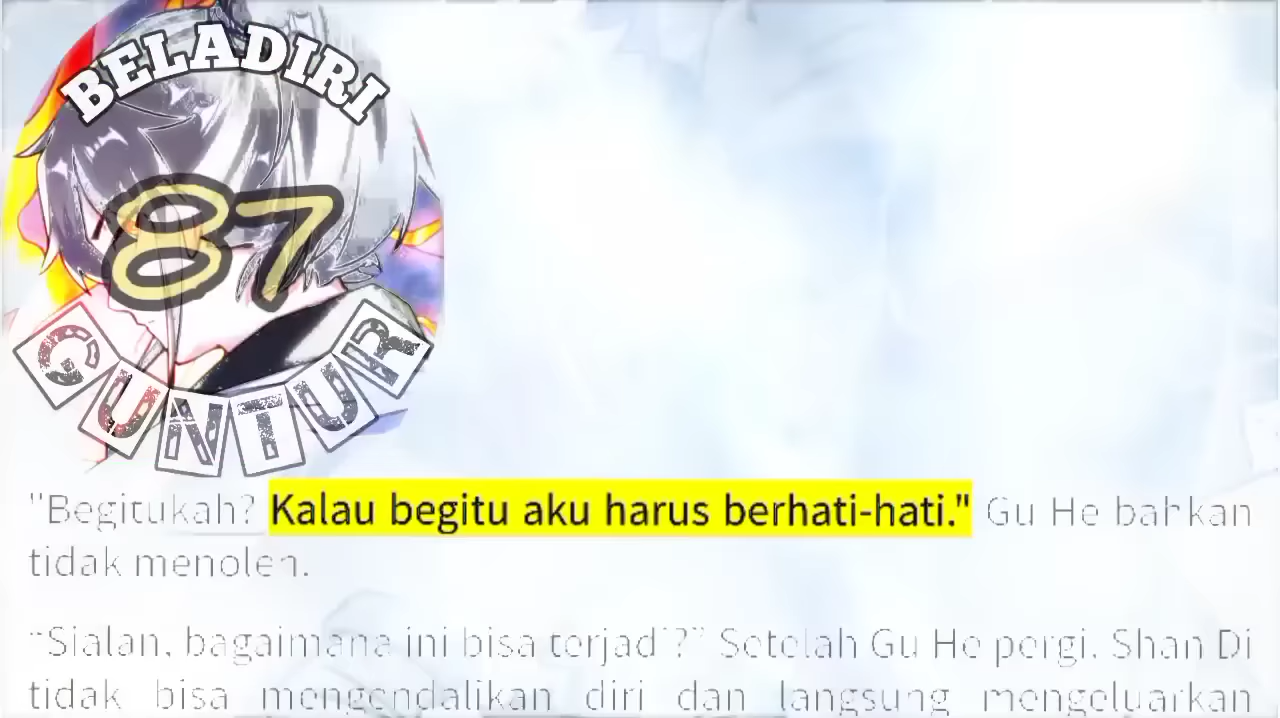 BELADIRI
87
GUNTUR
"Begitukah? Kalau begitu aku harus berhati-hati." Gu He bahkan
tidak menoleh.
"Sialan, bagaimana ini bisa terjadi?" Setelah Gu He pergi, Shan Di
tidak bisa mengendalikan diri dan langsung mengeluarkan